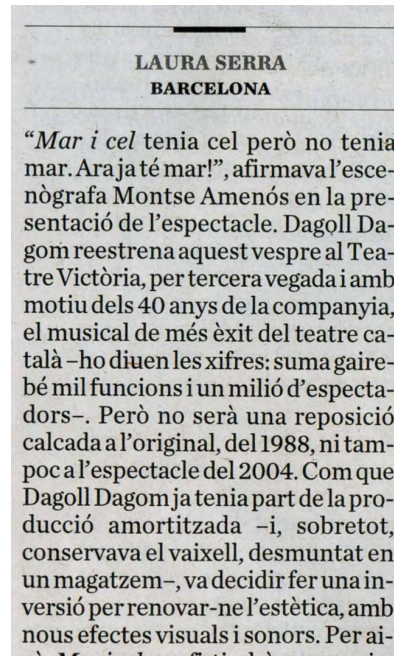 LAURA SERRA
BARCELONA
“Mar i cel tenia cel però no tenia
mar. Ara ja té mar!”, afirmava l’esce-
nògrafa Montse Amenós en la pre-
sentació de l’espectacle. Dagoll Da-
gom reestrena aquest vespre al Tea-
tre Victòria, per tercera vegada i amb
motiu dels 40 anys de la companyia,
el musical de més èxit del teatre ca-
talà –ho diuen les xifres: suma gaire-
bé mil funcions i un milió d’especta-
dors–. Però no serà una reposició
calcada a l’original, del 1988, ni tam-
poc a l’espectacle del 2004. Com que
Dagoll Dagom ja tenia part de la pro-
ducció amortitzada –i, sobretot,
conservava el vaixell, desmuntat en
un magatzem–, va decidir fer una in-
versió per renovar-ne l’estètica, amb
nous efectes visuals i sonors. Per ai-